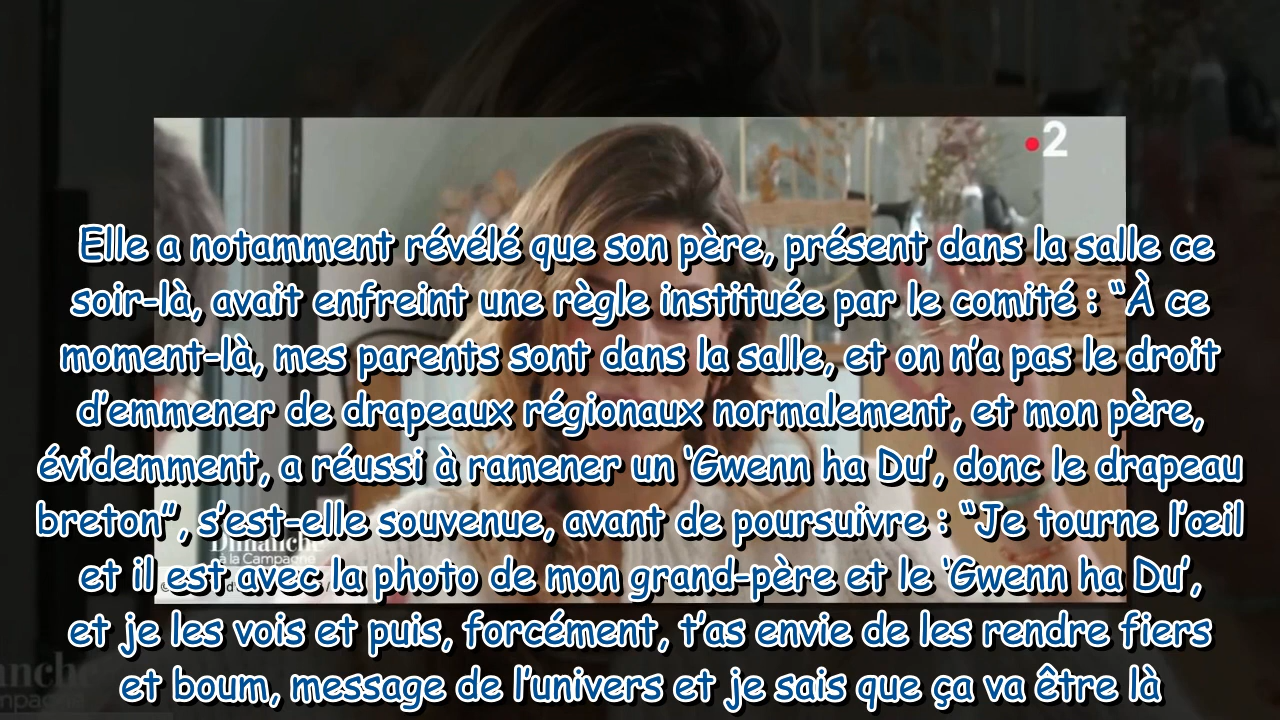 2
Elle a notamment révélé que son père, présent dans la salle ce
soir-là, avait enfreint une règle instituée par le comité : “À ce
moment-là, mes parents sont dans la salle, et on n’a pas le droit
d’emmener de drapeaux régionaux normalement, et mon père,
évidemment, a réussi à ramener un ‘Gwenn ha Du’, donc le drapeau
breton”, s’est-elle souvenue, avant de poursuivre : “Je tourne l’œil
Dimanche
à la Campagne
et il est avec la photo de mon grand-père et le ‘Gwenn ha Du’,
et je les vois et puis, forcément, t’as envie de les rendre fiers
et boum, message de l’univers et je sais que ça va être là